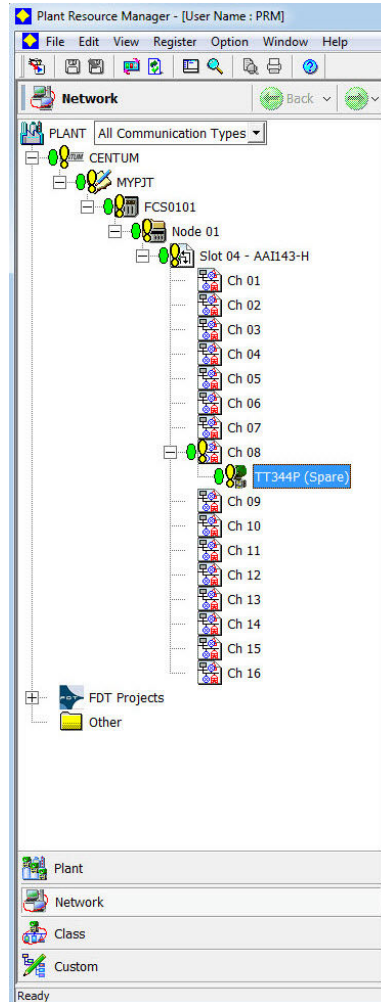 Plant Resource Manager - [User Name : PRM]
File Edit View Register Option Window Help
Network Back
PLANT All Communication Types
CENTUM
MYPJT
FCS0101
Node 01
Slot 04 - AAI143-H
Ch 01
Ch 02
Ch 03
Ch 04
Ch 05
Ch 06
Ch 07
Ch 08
TT344P (Spare)
Ch 09
Ch 10
Ch 11
Ch 12
Ch 13
Ch 14
Ch 15
Ch 16
FDT Projects
Other
Plant
Network
Class
Custom
Ready